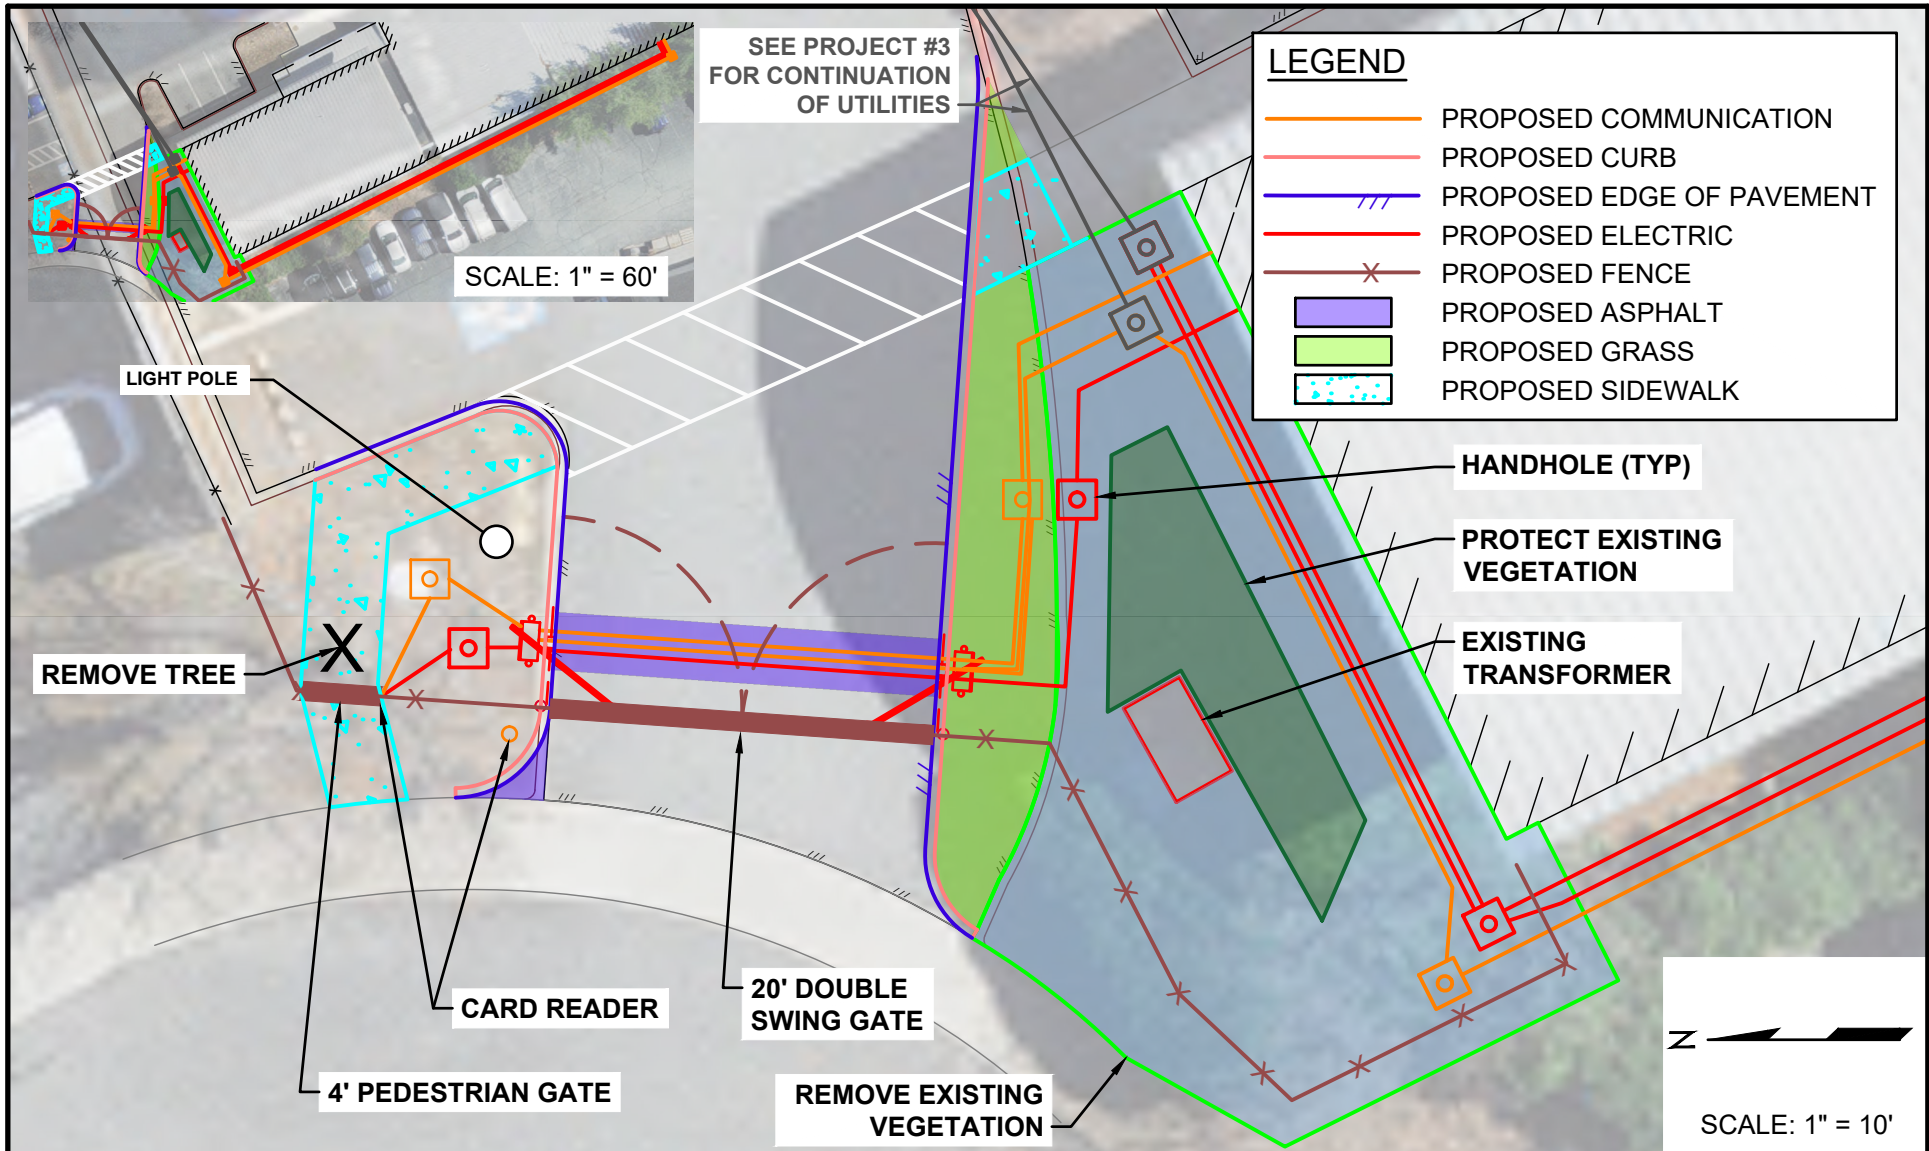 SEE PROJECT #3
FOR CONTINUATION
OF UTILITIES
LEGEND
PROPOSED COMMUNICATION
PROPOSED CURB
PROPOSED EDGE OF PAVEMENT
PROPOSED ELECTRIC
PROPOSED FENCE
PROPOSED ASPHALT
PROPOSED GRASS
PROPOSED SIDEWALK
SCALE: 1" = 60'
LIGHT POLE
HANDHOLE (TYP)
PROTECT EXISTING
VEGETATION
EXISTING
TRANSFORMER
REMOVE TREE
X
CARD READER
20' DOUBLE
SWING GATE
4' PEDESTRIAN GATE
REMOVE EXISTING
VEGETATION
Z
SCALE: 1" = 10'